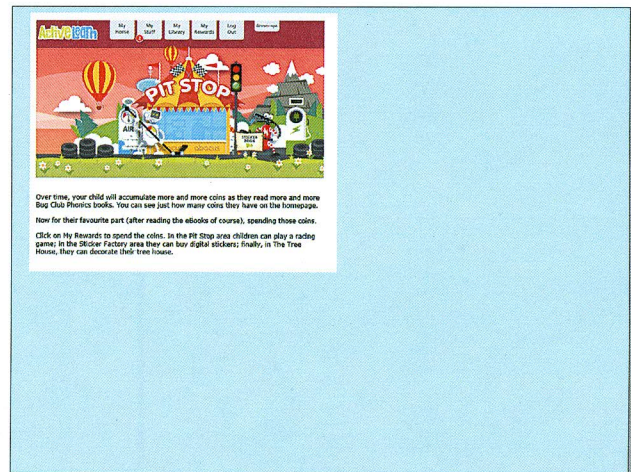 ActiveLearn
My Home
My Stuff
My Library
My Rewards
Log Out
PIT STOP
AIR
abacus
Over time, your child will accumulate more and more coins as they read more and more
Bug Club Phonics books. You can see just how many coins they have on the homepage.
Now for their favourite part (after reading the eBooks of course), spending those coins.
Click on My Rewards to spend the coins. In the Pit Stop area children can play a racing
game; in the Sticker Factory area they can buy digital stickers; finally, in The Tree
House, they can decorate their tree house.